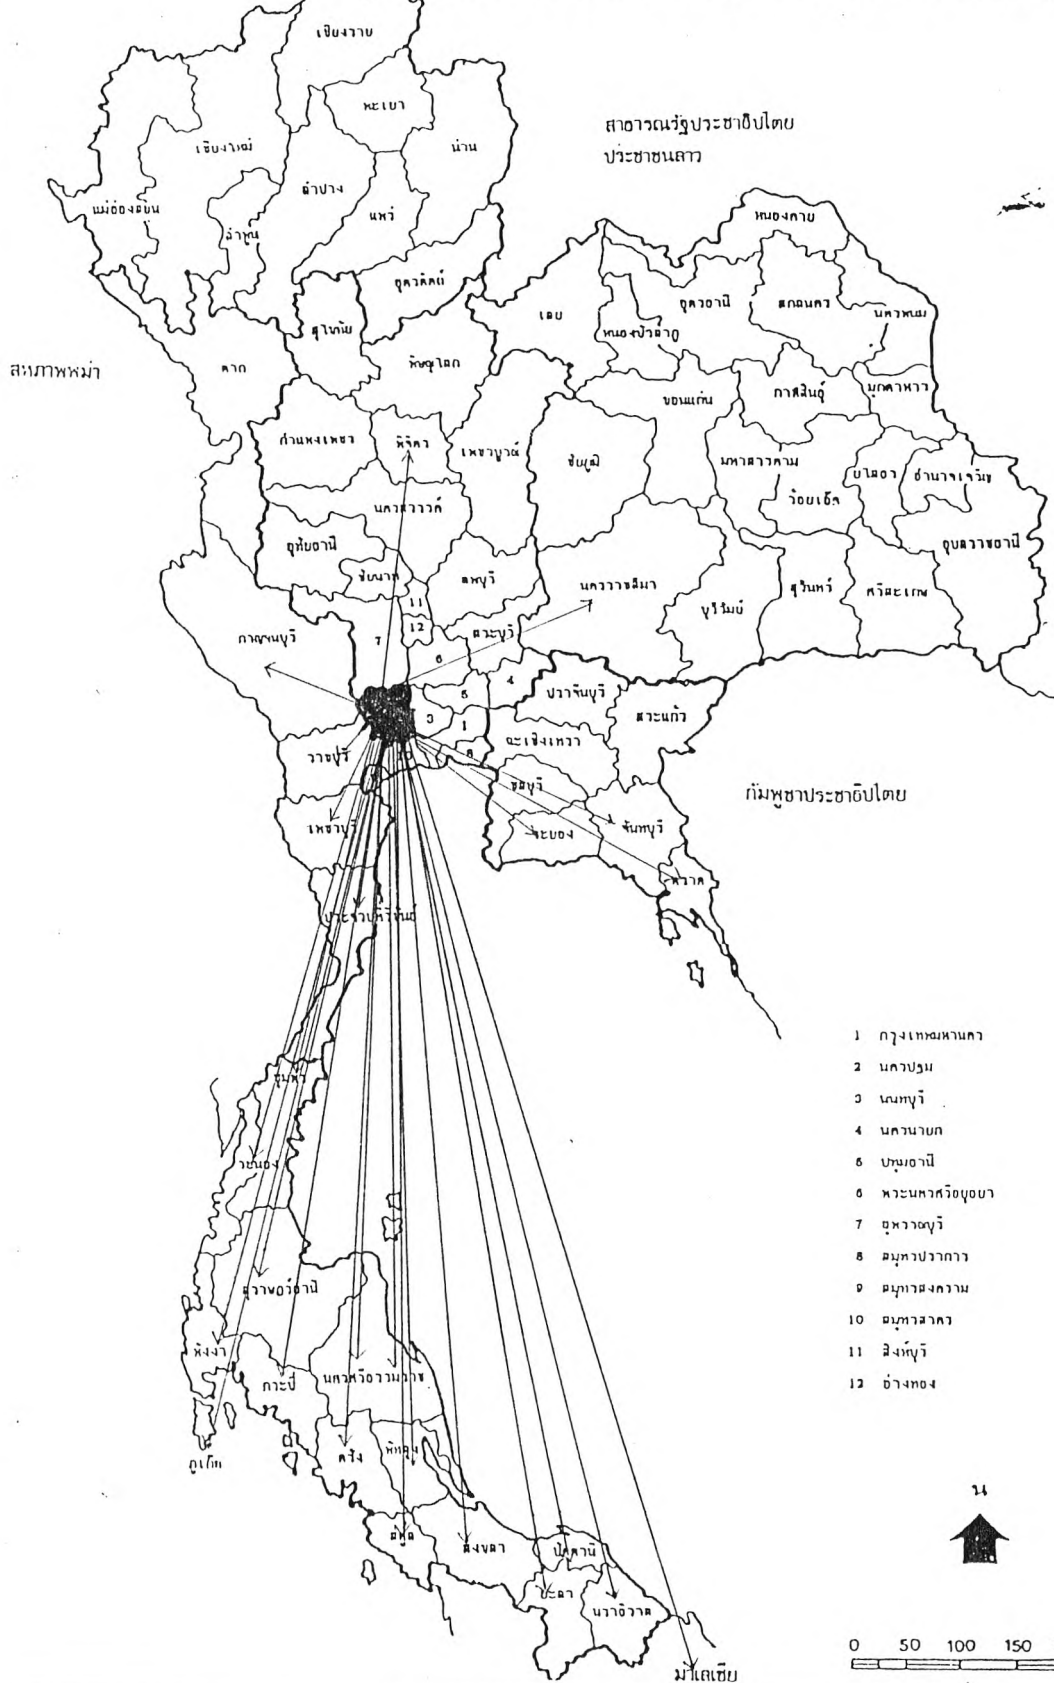 เชียงราย
พะเยา
น่าน
สาธารณรัฐประชาธิปไตย
ประชาชนลาว
เชียงใหม่
ลำปาง
แม่ฮ่องสอน
แพร่
ลำพูน
หนองคาย
อุตรดิตถ์
เลย
อุดรธานี
สกลนคร
นครพนม
สุโขทัย
หนองบัวลำภู
สหภาพพม่า
ตาก
พิษณุโลก
ขอนแก่น
กาฬสินธุ์
มุกดาหาร
กำแพงเพชร
พิจิตร
เพชรบูรณ์
ชัยภูมิ
มหาสารคาม
ร้อยเอ็ด
ยโสธร
อำนาจเจริญ
นครสวรรค์
อุทัยธานี
อุบลราชธานี
ชัยนาท
ลพบุรี
นครราชสีมา
บุรีรัมย์
สุรินทร์
ศรีสะเกษ
11
12
กาญจนบุรี
7
6
สระบุรี
4
5
ปราจีนบุรี
สระแก้ว
3
1
ฉะเชิงเทรา
ราชบุรี
10
8
ชลบุรี
กัมพูชาประชาธิปไตย
เพชรบุรี
ระยอง
จันทบุรี
ตราด
ประจวบคีรีขันธ์
1 กรุงเทพมหานคร
2 นครปฐม
3 นนทบุรี
4 นครนายก
5 ปทุมธานี
6 พระนครศรีอยุธยา
7 สุพรรณบุรี
8 สมุทรปราการ
9 สมุทรสงคราม
10 สมุทรสาคร
11 สิงห์บุรี
12 อ่างทอง
ชุมพร
ระนอง
สุราษฎร์ธานี
พังงา
กระบี่
นครศรีธรรมราช
ภูเก็ต
ตรัง
พัทลุง
สตูล
สงขลา
ปัตตานี
ยะลา
นราธิวาส
มาเลเซีย
น
0 50 100 150